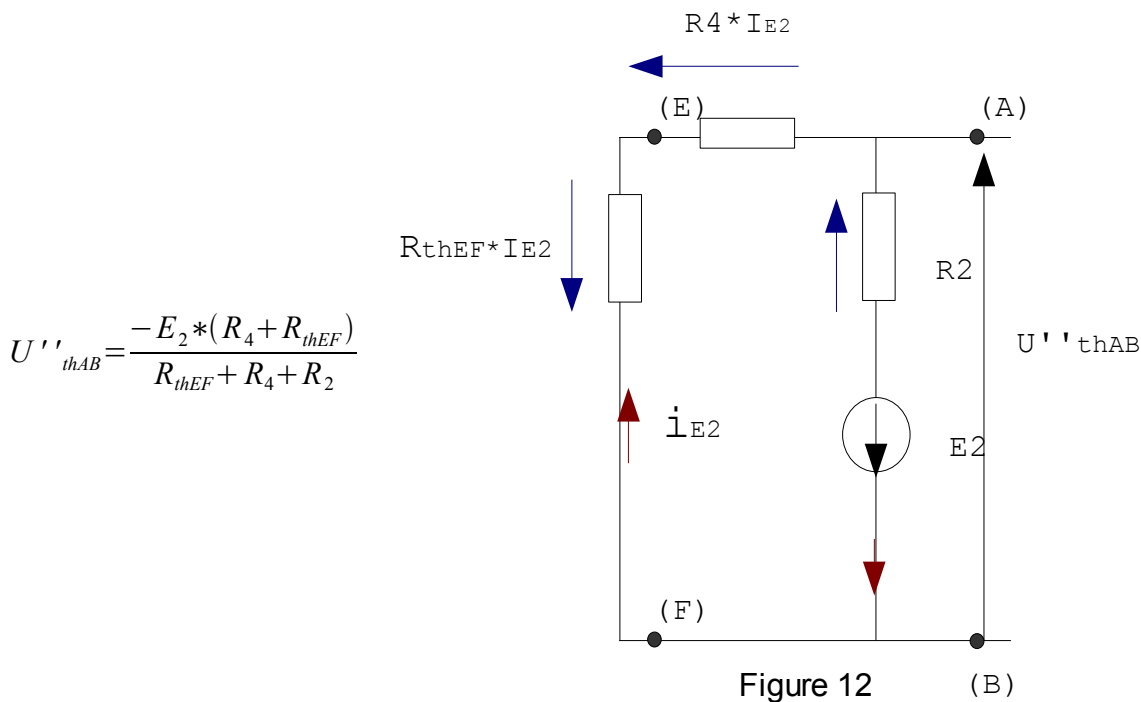 R4*IE2
(E)
(A)
RthEF*IE2
R2
U''thAB
U''thAB=-E2*(R4+RthEF)/RthEF+R4+R2
iE2
E2
(F)
Figure 12
(B)